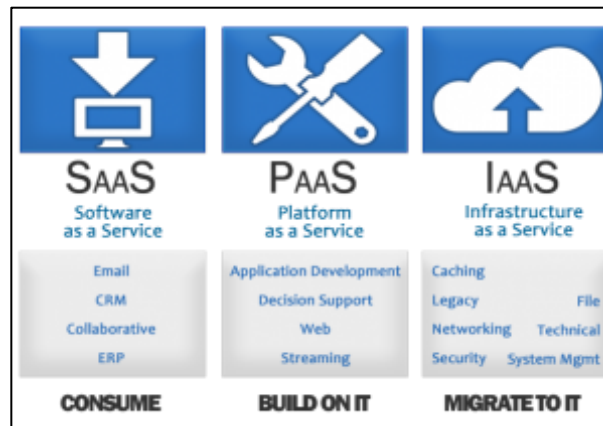 SAAS
Software
as a Service
Email
CRM
Collaborative
ERP
CONSUME
PAAS
Platform
as a Service
Application Development
Decision Support
Web
Streaming
BUILD ON IT
IAAS
Infrastructure
as a Service
Caching
Legacy File
Networking Technical
Security System Mgmt
MIGRATE TO IT